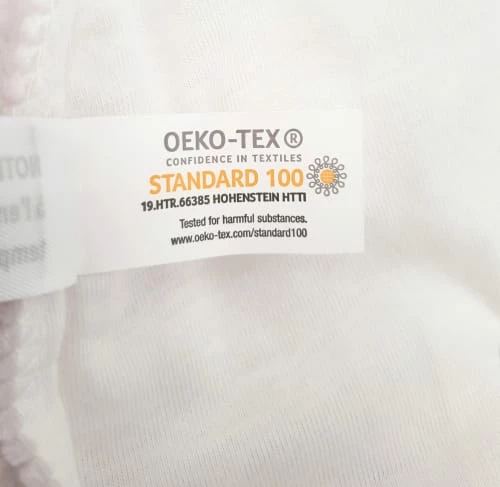 OEKO-TEX®
CONFIDENCE IN TEXTILES
STANDARD 100
19.HTR.66385 HOHENSTEIN HTTI
Tested for harmful substances.
www.oeko-tex.com/standard100